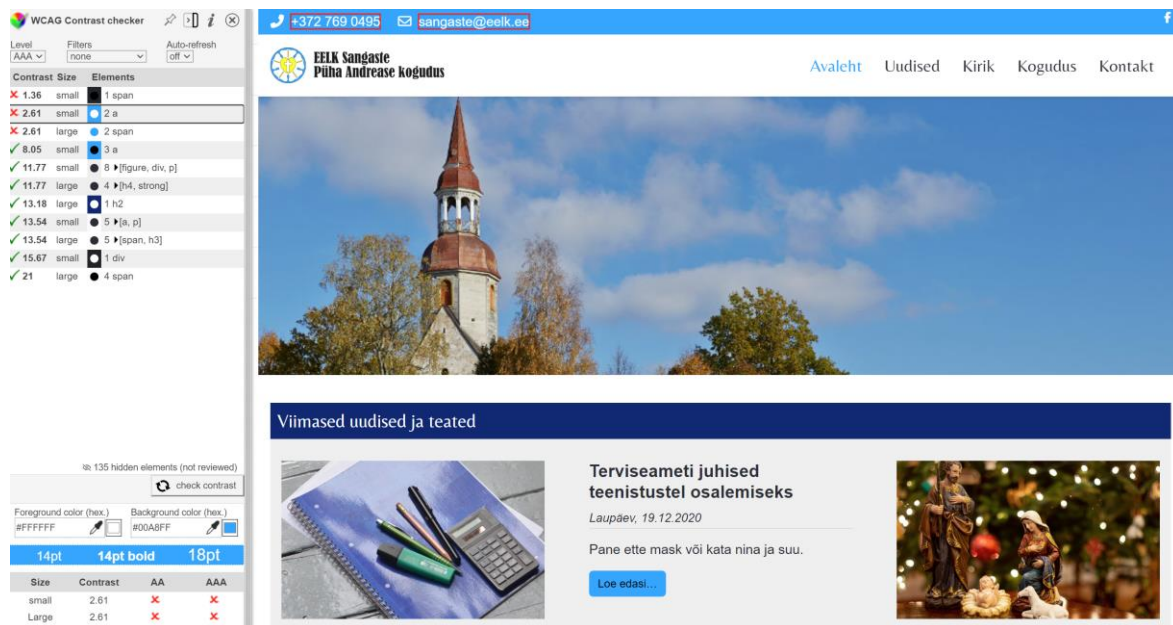 WCAG Contrast checker
Level Filters Auto-refresh
AAA none off
Contrast Size Elements
1.36 small 1 span
2.61 small 2 a
2.61 large 2 span
8.05 small 3 a
11.77 small 8 [figure, div, p]
11.77 large 4 [h4, strong]
13.18 large 1 h2
13.54 small 5 [a, p]
13.54 large 5 [span, h3]
15.67 small 1 div
21 large 4 span
135 hidden elements (not reviewed)
check contrast
Foreground color (hex.) Background color (hex.)
#FFFFFF #00A8FF
14pt 14pt bold 18pt
Size Contrast AA AAA
small 2.61
Large 2.61
+372 769 0495 sangaste@eelk.ee
EELK Sangaste
Püha Andrease kogudus
Avaleht Uudised Kirik Kogudus Kontakt
Viimased uudised ja teated
Terviseameti juhised
teenistustel osalemiseks
Laupäev, 19.12.2020
Pane ette mask või kata nina ja suu.
Loe edasi...